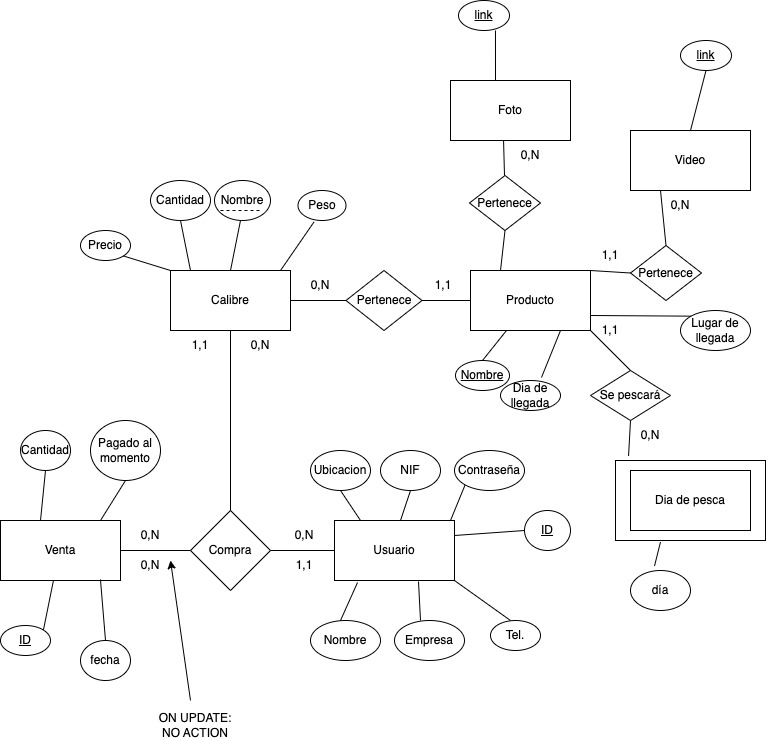 link
link
Foto
Video
0,N
0,N
Cantidad
Nombre
Peso
Pertenece
Precio
1,1
Pertenece
Calibre
0,N
Pertenece
1,1
Producto
1,1
0,N
1,1
Lugar de
llegada
Nombre
Dia de
llegada
Se pescará
0,N
Cantidad
Pagado al
momento
Ubicacion
NIF
Contraseña
Dia de pesca
ID
0,N
0,N
Venta
Compra
Usuario
0,N
1,1
día
ID
fecha
Nombre
Empresa
Tel.
ON UPDATE:
NO ACTION